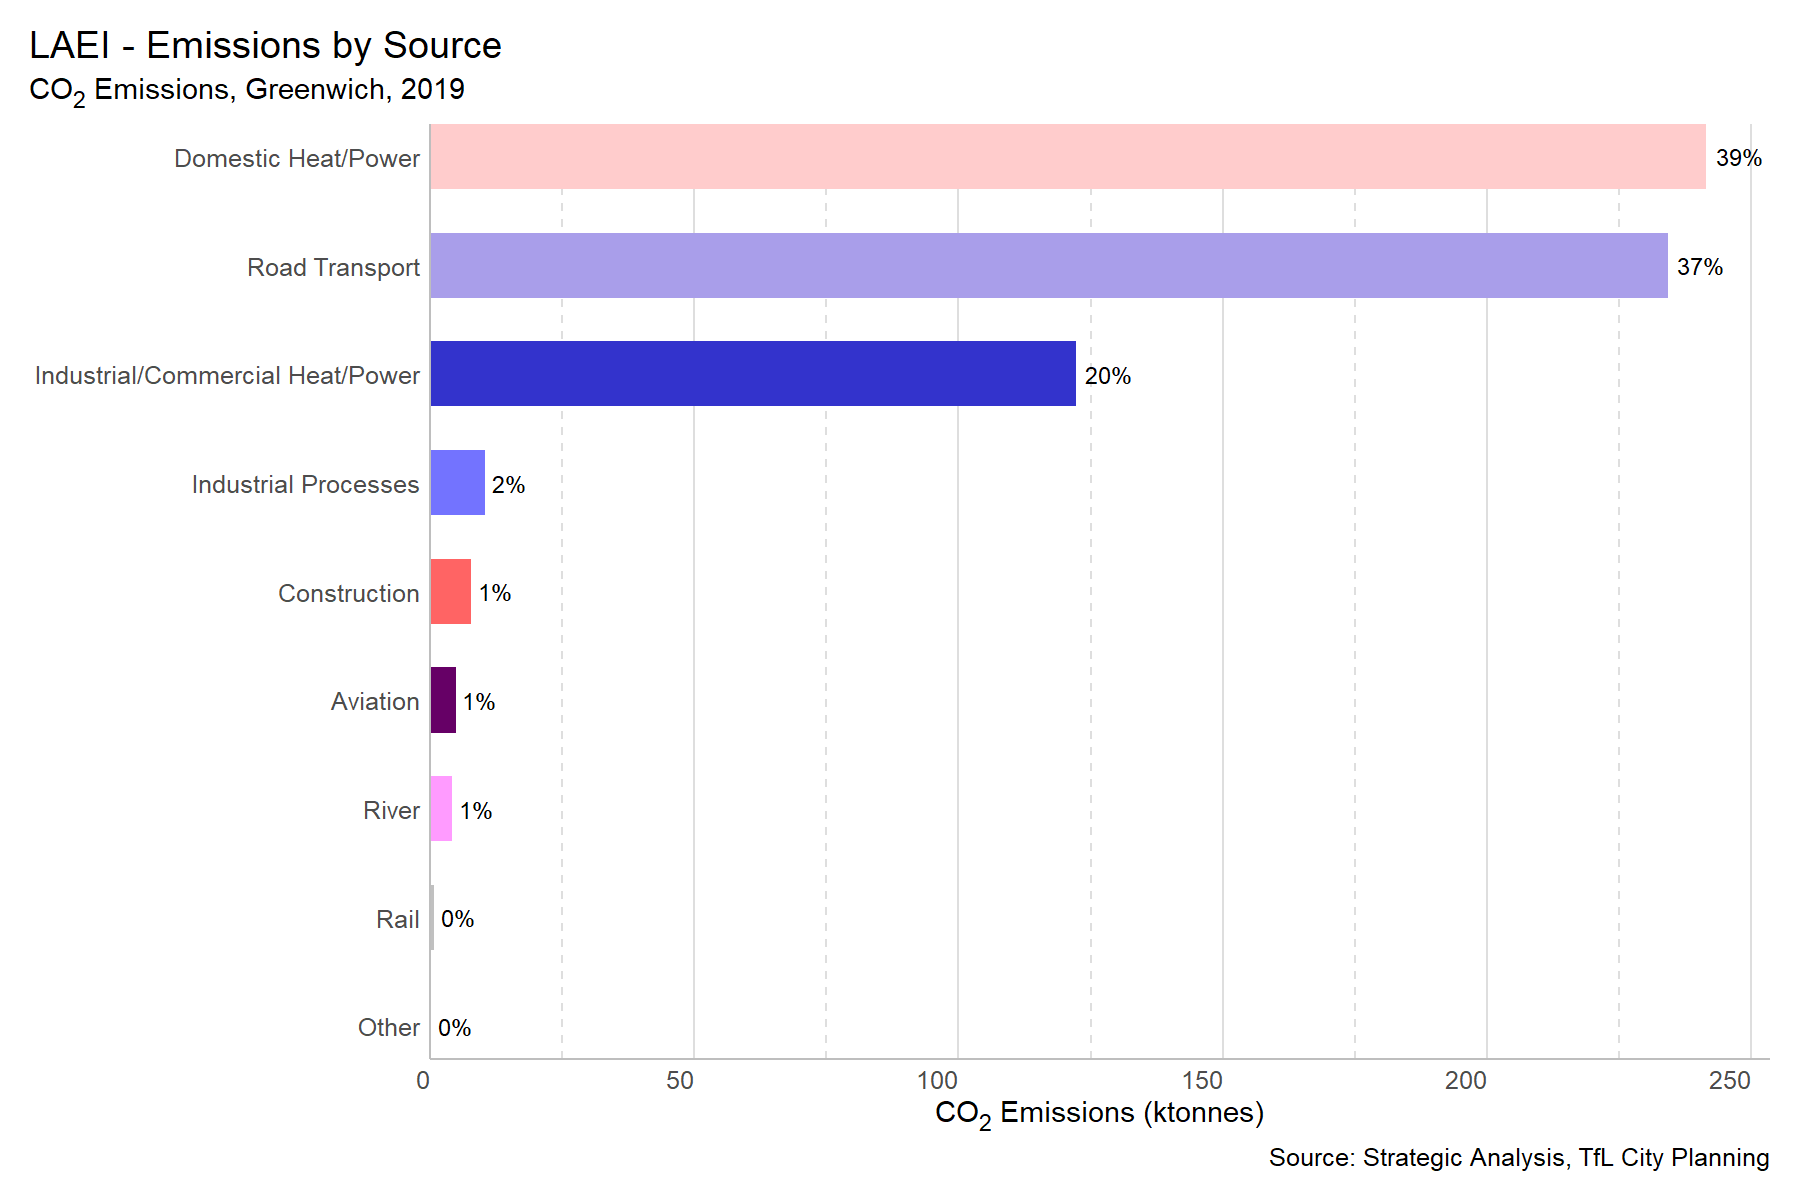 LAEI - Emissions by Source
CO₂ Emissions, Greenwich, 2019
Domestic Heat/Power 39%
Road Transport 37%
Industrial/Commercial Heat/Power 20%
Industrial Processes 2%
Construction 1%
Aviation 1%
River 1%
Rail 0%
Other 0%
0 50 100 150 200 250
CO₂ Emissions (ktonnes)
Source: Strategic Analysis, TfL City Planning